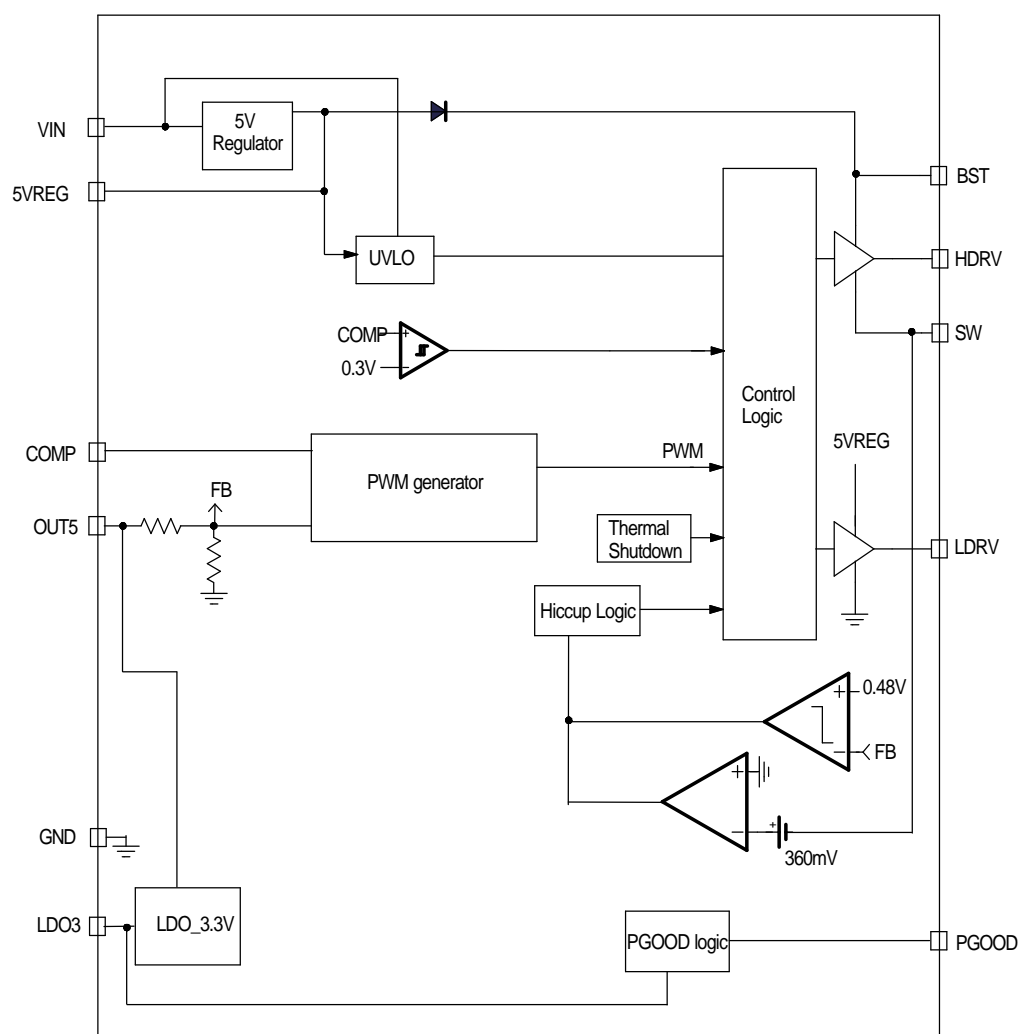 VIN
5V
Regulator
5VREG
BST
UVLO
HDRV
COMP
+
0.3V
–
SW
Control
Logic
COMP
PWM generator
PWM
5VREG
FB
OUT5
Thermal
Shutdown
LDRV
Hiccup Logic
+
0.48V
–
FB
+
–
+
360mV
GND
LDO3
LDO_3.3V
PGOOD logic
PGOOD